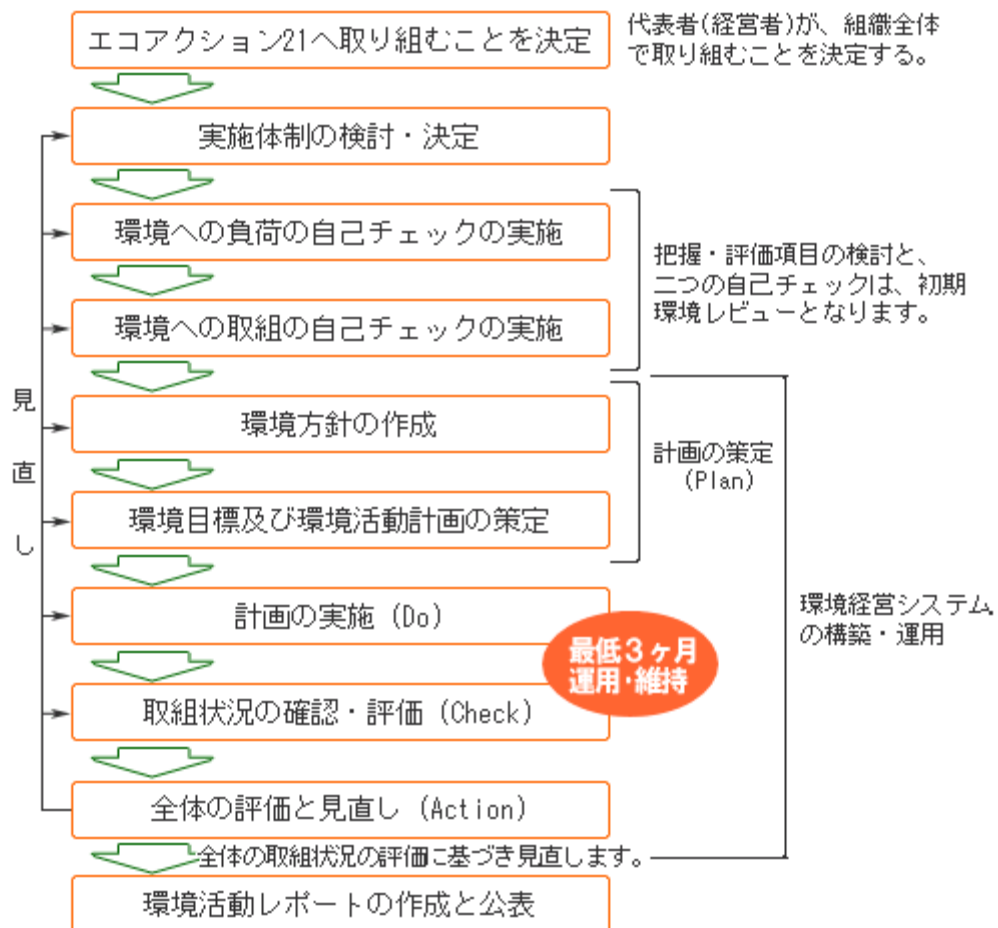 エコアクション21へ取り組むことを決定
代表者(経営者)が、組織全体
で取り組むことを決定する。
実施体制の検討・決定
環境への負荷の自己チェックの実施
把握・評価項目の検討と、
二つの自己チェックは、初期
環境レビューとなります。
環境への取組の自己チェックの実施
見直し
環境方針の作成
計画の策定
(Plan)
環境目標及び環境活動計画の策定
計画の実施 (Do)
環境経営システム
の構築・運用
最低3ヶ月
運用・維持
取組状況の確認・評価 (Check)
全体の評価と見直し (Action)
全体の取組状況の評価に基づき見直します。
環境活動レポートの作成と公表